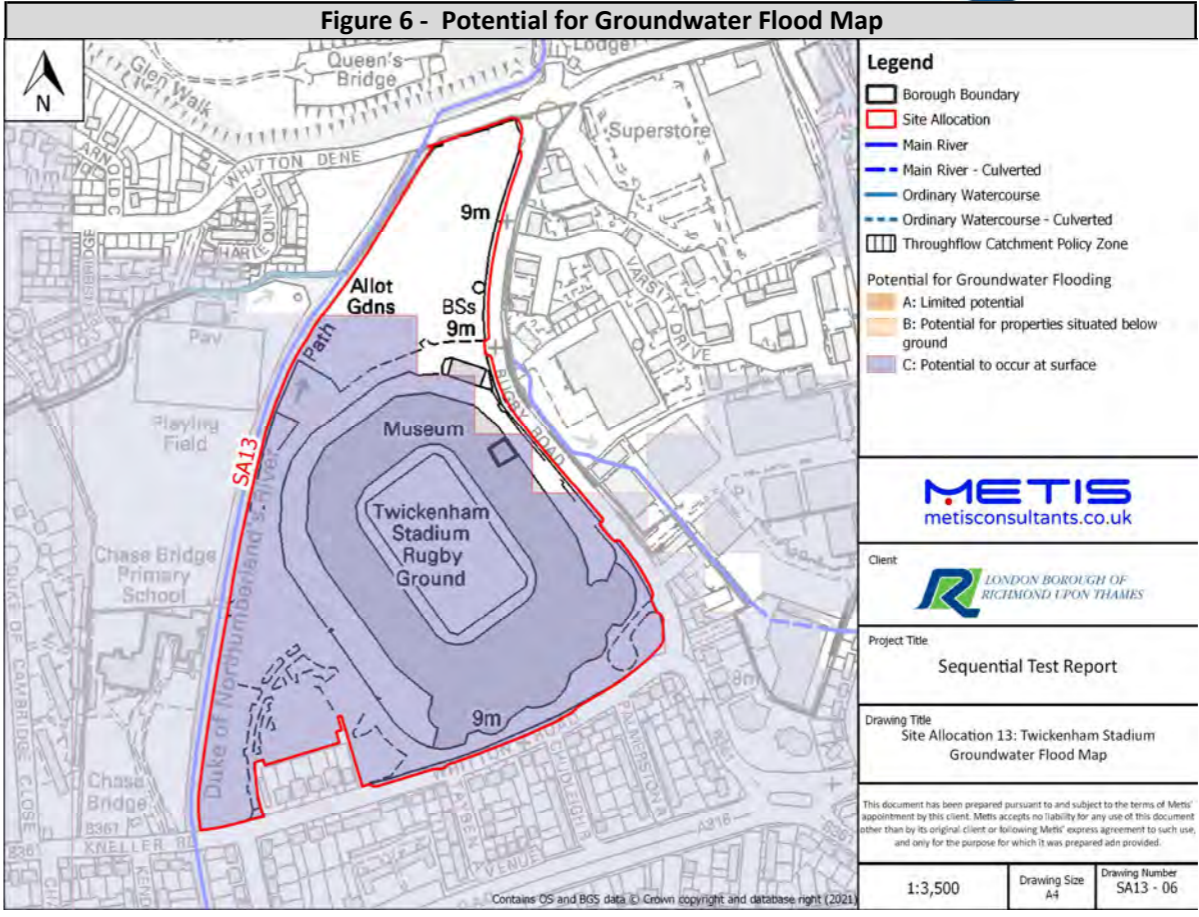 Figure 6 - Potential for Groundwater Flood Map
N
Glen Walk
Queen's
Bridge
Lodge
Superstore
WHITTON DENE
9m
VARSITY DRIVE
Allot
Gdns
BSs
9m
Path
Pav
Playing
Field
RUGBY ROAD
Museum
SA13
Duke of Northumberland's River
Twickenham
Stadium
Rugby
Ground
Chase Bridge
Primary
School
DUKE OF CAMBRIDGE CLOSE
9m
8m
WHITTON ROAD
PALMERSTON R
Chase
Bridge
B361
KNELLER RD
AVENUE
A316
Contains OS and BGS data © Crown copyright and database right (2021)
Legend
Borough Boundary
Site Allocation
Main River
Main River - Culverted
Ordinary Watercourse
Ordinary Watercourse - Culverted
Throughflow Catchment Policy Zone
Potential for Groundwater Flooding
A: Limited potential
B: Potential for properties situated below
ground
C: Potential to occur at surface
METIS
metisconsultants.co.uk
Client
LONDON BOROUGH OF
RICHMOND UPON THAMES
Project Title
Sequential Test Report
Drawing Title
Site Allocation 13: Twickenham Stadium
Groundwater Flood Map
This document has been prepared pursuant to and subject to the terms of Metis'
appointment by this client. Metis accepts no liability for any use of this document
other than by its original client or following Metis' express agreement to such use,
and only for the purpose for which it was prepared adn provided.
1:3,500
Drawing Size
A4
Drawing Number
SA13 - 06